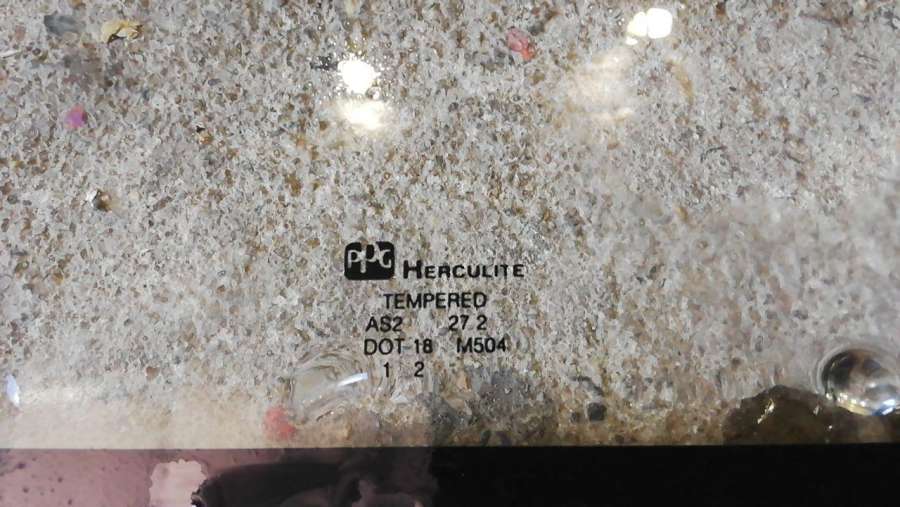 PPG HERCULITE
TEMPERED
AS2 27 2
DOT 18 M504
1 2